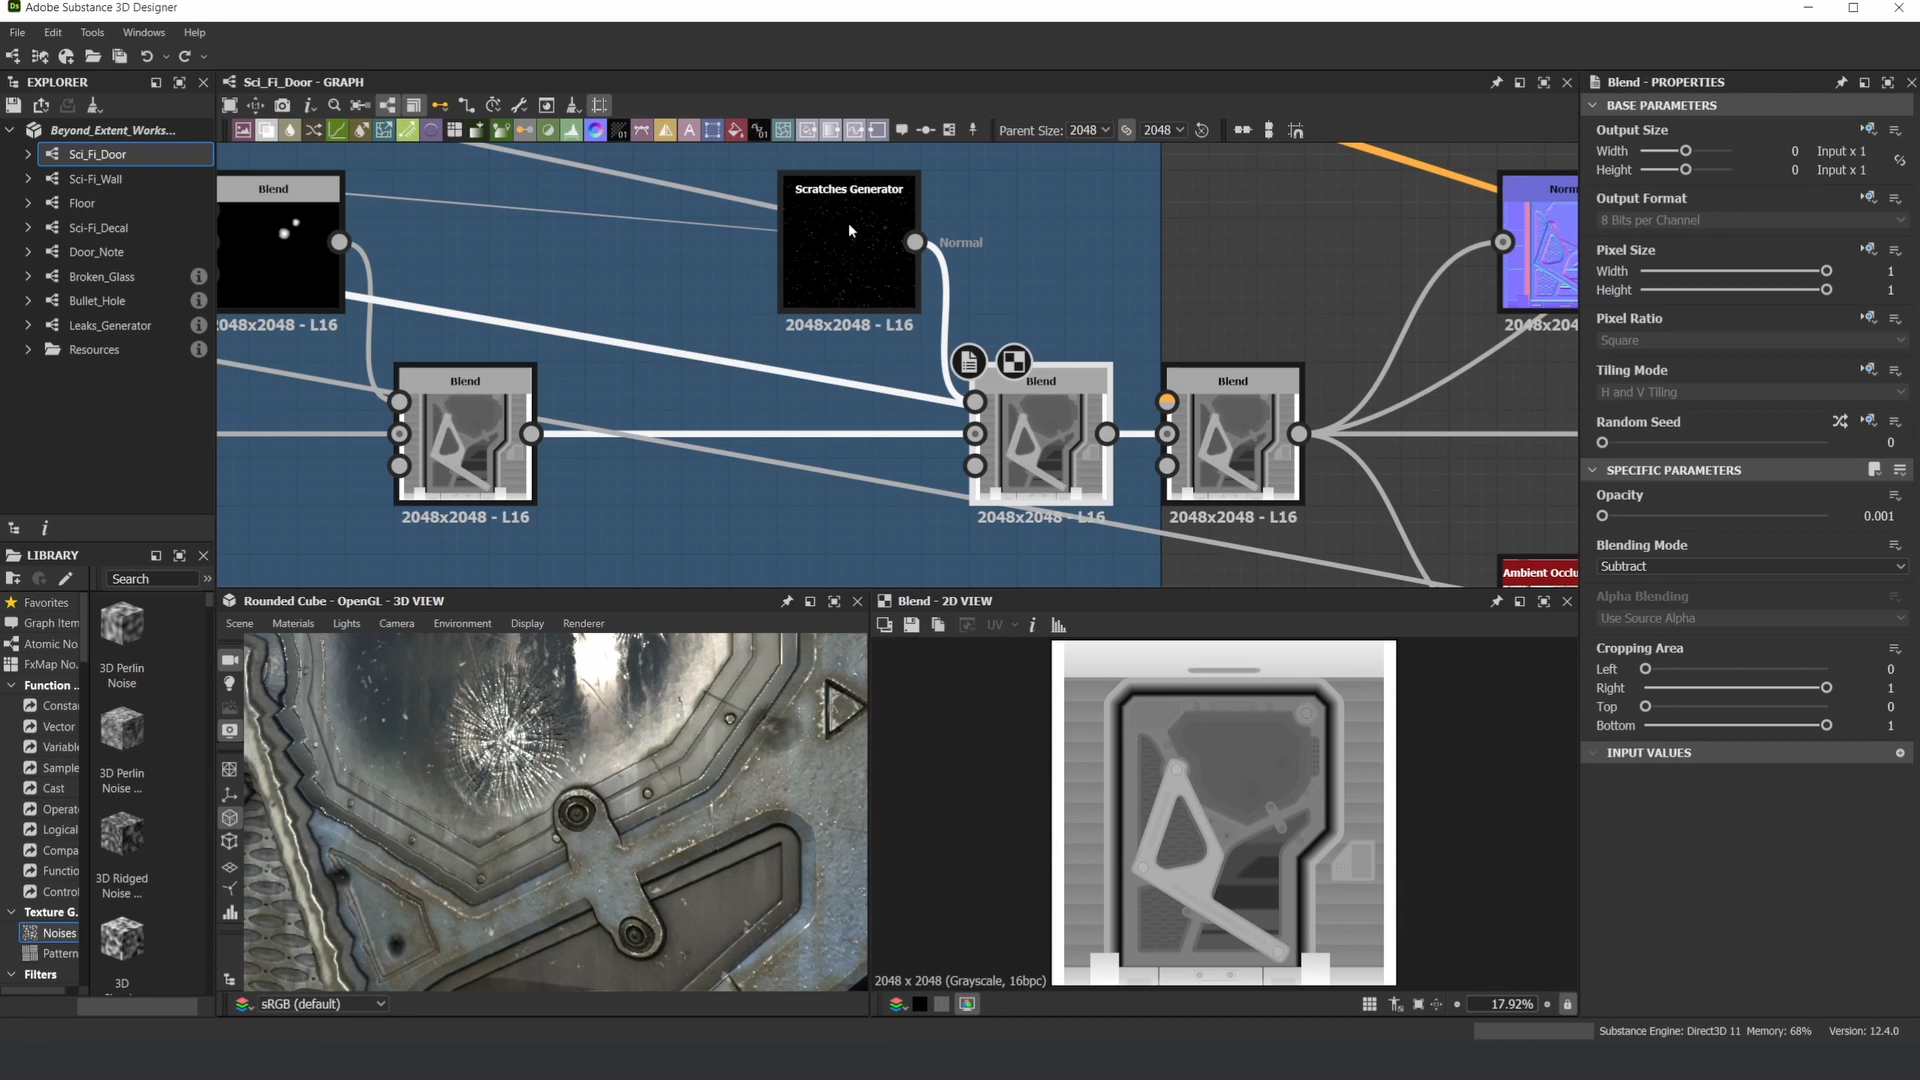 Adobe Substance 3D Designer
File Edit Tools Windows Help
EXPLORER
Beyond_Extent_Works...
Sci_Fi_Door
Sci-Fi_Wall
Floor
Sci-Fi_Decal
Door_Note
Broken_Glass
Bullet_Hole
Leaks_Generator
Resources
LIBRARY
Search
Favorites
Graph Item
Atomic No
FxMap No.
Function ..
Consta
Vector
Variabl
Sample
Cast
Operat
Logical
Compa
Functio
Control
Texture G.
Noises
Pattern
Filters
3D Perlin
Noise
3D Perlin
Noise ...
3D Ridged
Noise ...
3D
Sci_Fi_Door - GRAPH
Parent Size: 2048 2048
Blend
2048x2048 - L16
Scratches Generator
Normal
2048x2048 - L16
Blend
2048x2048 - L16
Blend
2048x2048 - L16
Blend
2048x2048 - L16
Norm
2048x204
Ambient Occlu
Rounded Cube - OpenGL - 3D VIEW
Scene Materials Lights Camera Environment Display Renderer
sRGB (default)
Blend - 2D VIEW
UV
2048 x 2048 (Grayscale, 16bpc)
17.92%
Blend - PROPERTIES
BASE PARAMETERS
Output Size
Width 0 Input x 1
Height 0 Input x 1
Output Format
8 Bits per Channel
Pixel Size
Width 1
Height 1
Pixel Ratio
Square
Tiling Mode
H and V Tiling
Random Seed
0
SPECIFIC PARAMETERS
Opacity
0.001
Blending Mode
Subtract
Alpha Blending
Use Source Alpha
Cropping Area
Left 0
Right 1
Top 0
Bottom 1
INPUT VALUES
Substance Engine: Direct3D 11 Memory: 68% Version: 12.4.0